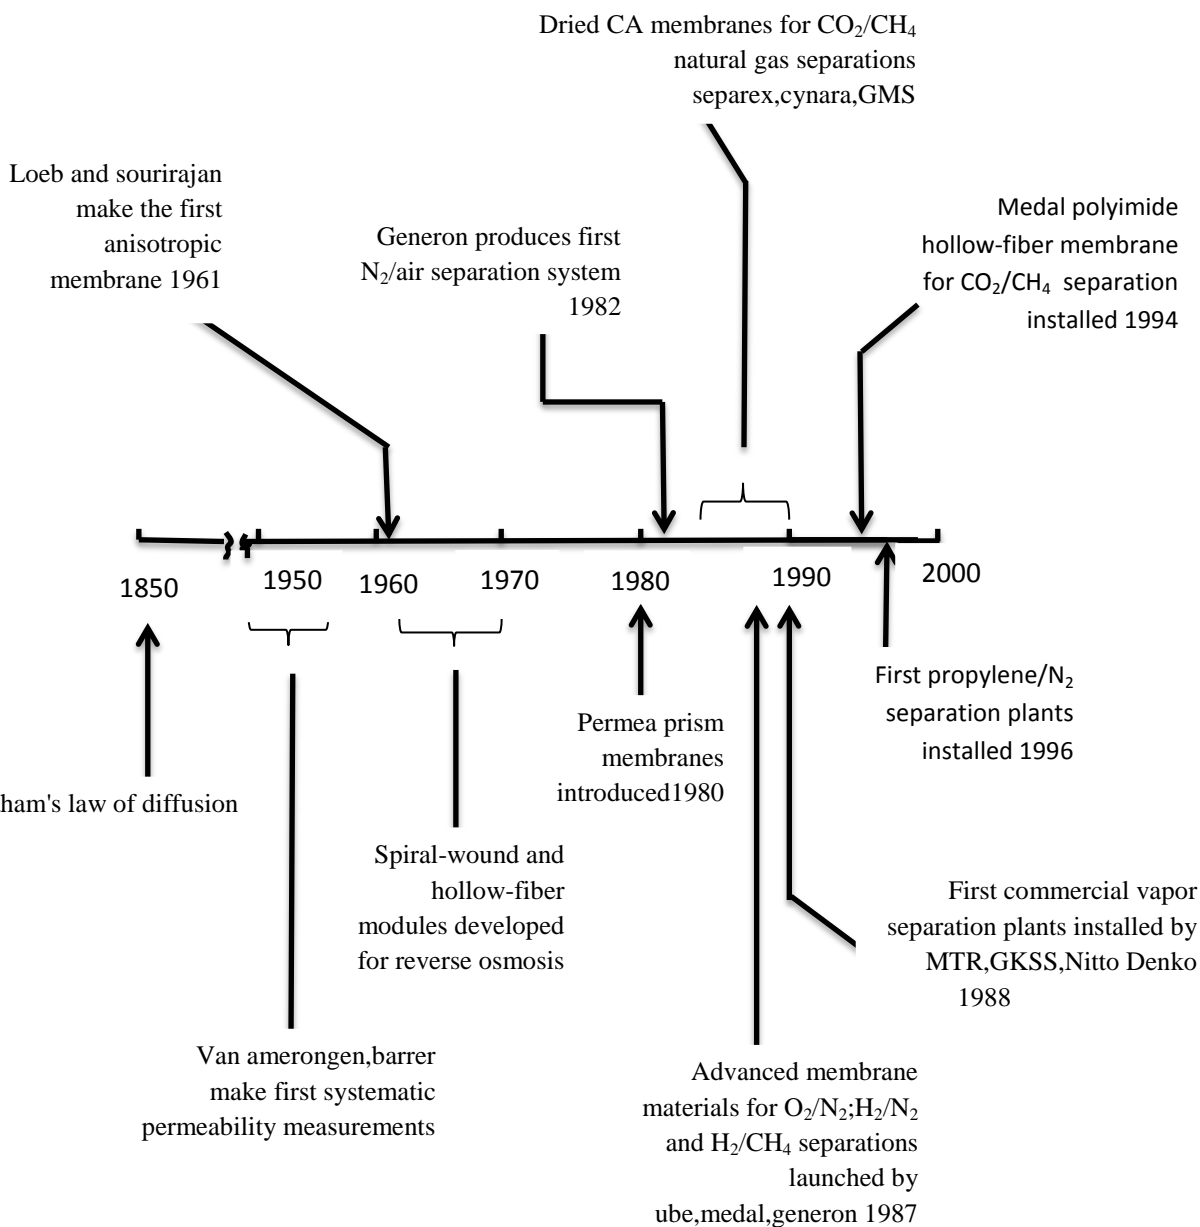 Dried CA membranes for CO₂/CH₄
natural gas separations
separex,cynara,GMS
Loeb and sourirajan
make the first
anisotropic
membrane 1961
Generon produces first
N₂/air separation system
1982
Medal polyimide
hollow-fiber membrane
for CO₂/CH₄ separation
installed 1994
1850
1950
1960
1970
1980
1990
2000
ham's law of diffusion
Van amerongen,barrer
make first systematic
permeability measurements
Spiral-wound and
hollow-fiber
modules developed
for reverse osmosis
Permea prism
membranes
introduced1980
Advanced membrane
materials for O₂/N₂;H₂/N₂
and H₂/CH₄ separations
launched by
ube,medal,generon 1987
First commercial vapor
separation plants installed by
MTR,GKSS,Nitto Denko
1988
First propylene/N₂
separation plants
installed 1996